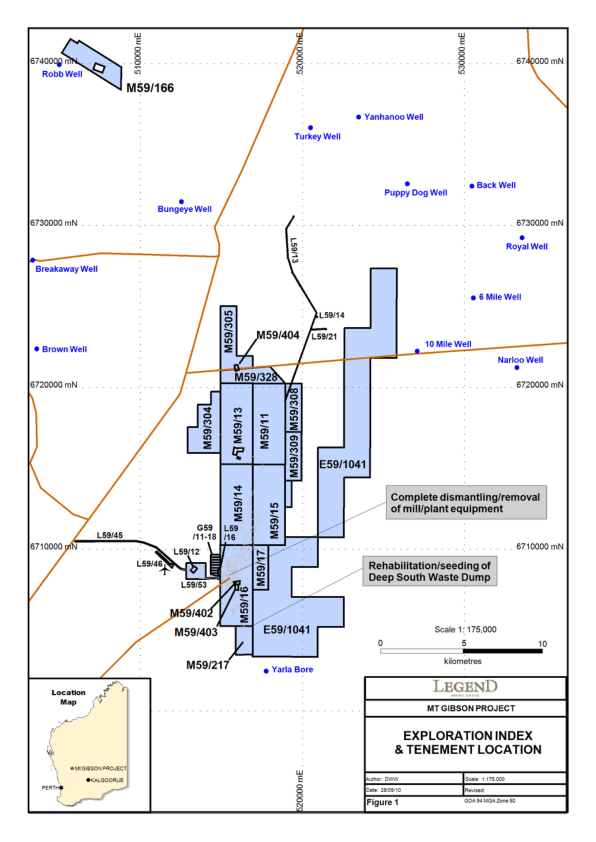 510000 mE
520000 mE
530000 mE
6740000 mN
6740000 mN
Robb Well
M59/166
Yanhanoo Well
Turkey Well
Puppy Dog Well
Back Well
Bungeye Well
6730000 mN
6730000 mN
Royal Well
L59/13
Breakaway Well
6 Mile Well
L59/14
L59/21
M59/305
M59/404
Brown Well
10 Mile Well
Narloo Well
M59/328
6720000 mN
6720000 mN
M59/304
M59/13
M59/11
M59/308
M59/309
E59/1041
M59/14
M59/15
Complete dismantling/removal
of mill/plant equipment
G59
/11-18
L59
/16
L59/45
L59/12
6710000 mN
6710000 mN
L59/46
L59/53
M59/17
Rehabilitation/seeding of
Deep South Waste Dump
M59/402
M59/16
M59/403
E59/1041
M59/217
Yarla Bore
Scale 1: 175,000
0 5 10
kilometres
Location
Map
MT GIBSON PROJECT
KALGOORLIE
PERTH
520000 mE
LEGEND
MT GIBSON PROJECT
EXPLORATION INDEX
& TENEMENT LOCATION
Author: DWW
Scale: 1:175,000
Date: 28/09/10
Revised:
Figure 1
GDA 94 MGA Zone 50